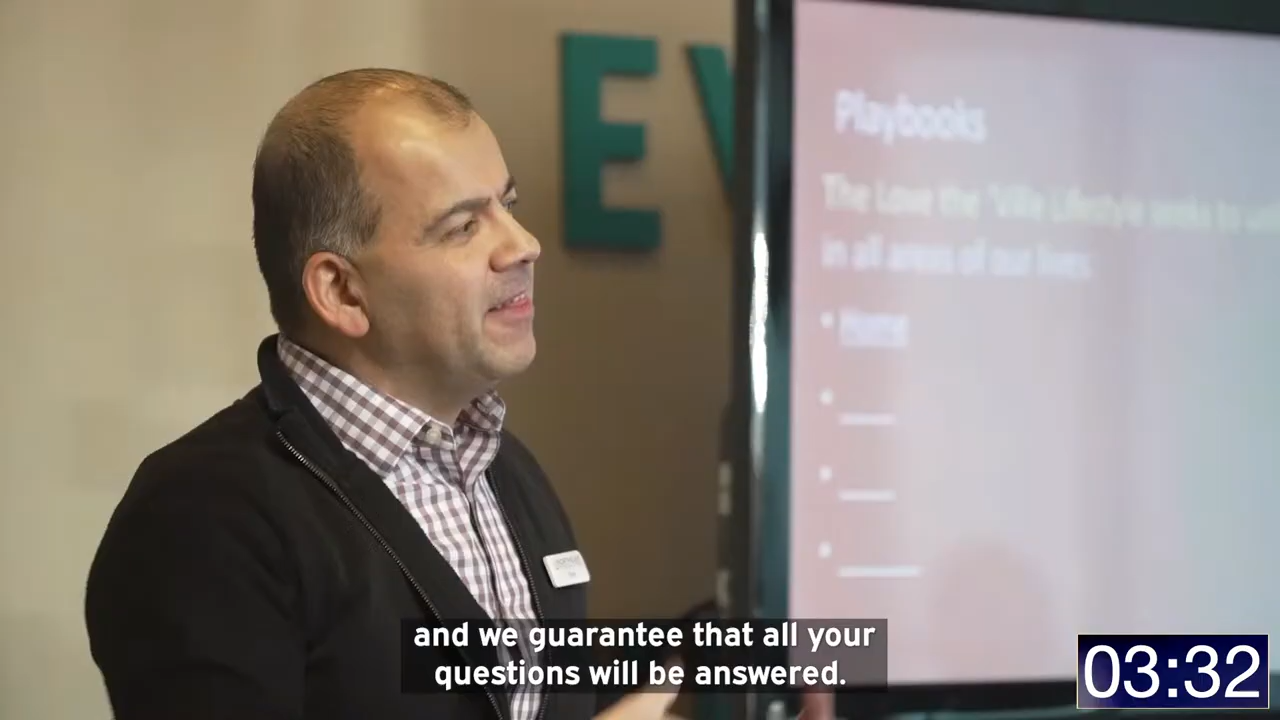 EV
Playbooks
The Love the 'Ville Lifestyle seeks to
in all areas of our lives:
• Home
and we guarantee that all your
questions will be answered.
03:32